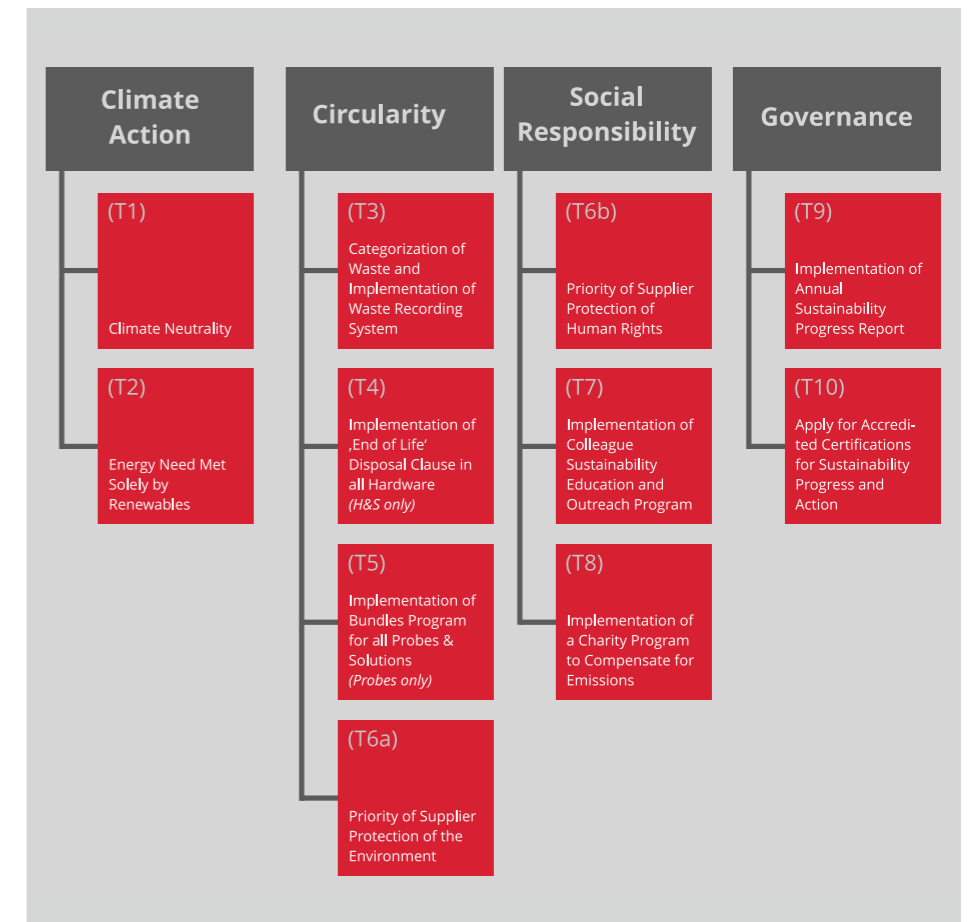 Climate
Action
(T1)
Climate Neutrality
(T2)
Energy Need Met
Solely by
Renewables
Circularity
(T3)
Categorization of
Waste and
Implementation of
Waste Recording
System
(T4)
Implementation of
‚End of Life‘
Disposal Clause in
all Hardware
(H&S only)
(T5)
Implementation of
Bundles Program
for all Probes &
Solutions
(Probes only)
(T6a)
Priority of Supplier
Protection of the
Environment
Social
Responsibility
(T6b)
Priority of Supplier
Protection of
Human Rights
(T7)
Implementation of
Colleague
Sustainability
Education and
Outreach Program
(T8)
Implementation of
a Charity Program
to Compensate for
Emissions
Governance
(T9)
Implementation of
Annual
Sustainability
Progress Report
(T10)
Apply for Accredi-
ted Certifications
for Sustainability
Progress and
Action